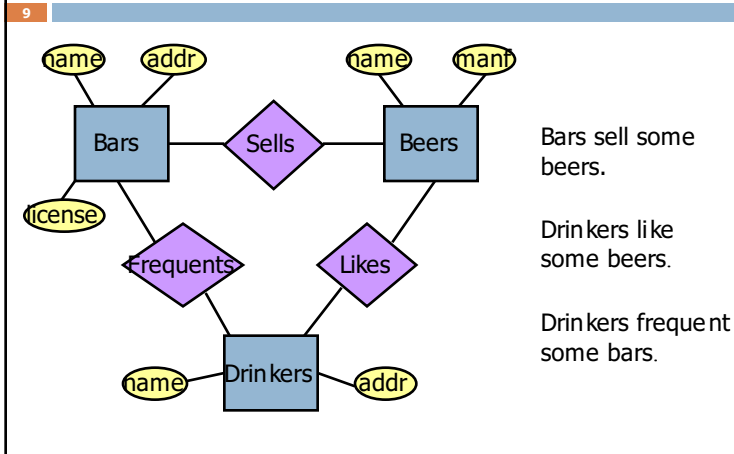 9
name
addr
name
manf
Bars
Sells
Beers
Bars sell some
beers.
license
Drinkers like
some beers.
Frequents
Likes
Drinkers frequent
some bars.
name
Drinkers
addr